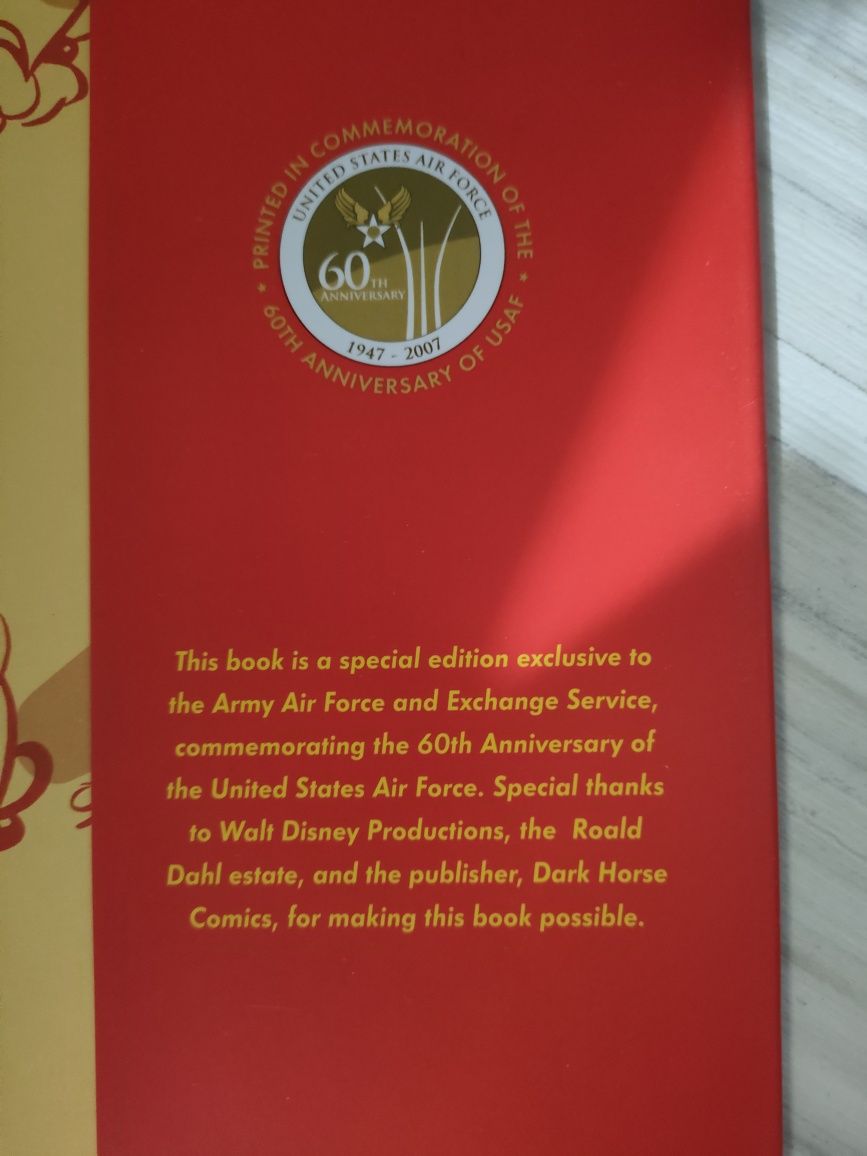 PRINTED IN COMMEMORATION OF THE
UNITED STATES AIR FORCE
60TH
ANNIVERSARY
1947 - 2007
★ 60TH ANNIVERSARY OF USAF ★
This book is a special edition exclusive to
the Army Air Force and Exchange Service,
commemorating the 60th Anniversary of
the United States Air Force. Special thanks
to Walt Disney Productions, the Roald
Dahl estate, and the publisher, Dark Horse
Comics, for making this book possible.